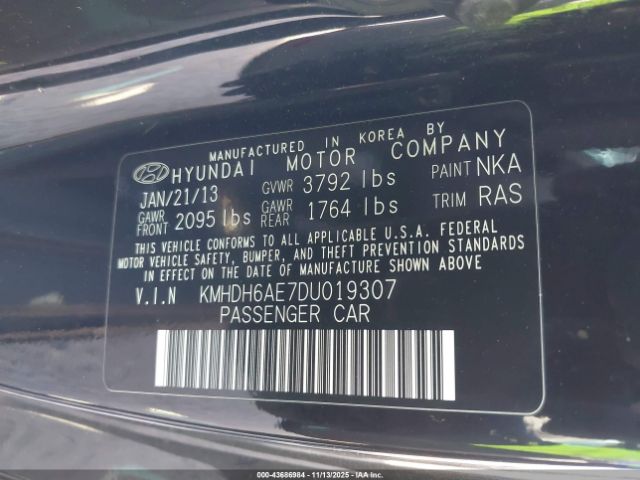 MANUFACTURED IN KOREA BY
HYUNDAI MOTOR COMPANY
JAN/21/13 GVWR 3792 lbs PAINT NKA
GAWR FRONT 2095 lbs GAWR REAR 1764 lbs TRIM RAS
THIS VEHICLE CONFORMS TO ALL APPLICABLE U.S.A. FEDERAL
MOTOR VEHICLE SAFETY, BUMPER, AND THEFT PREVENTION STANDARDS
IN EFFECT ON THE DATE OF MANUFACTURE SHOWN ABOVE
V.I.N KMHDH6AE7DU019307
PASSENGER CAR
000-43686984 - 11/13/2025 - IAAI